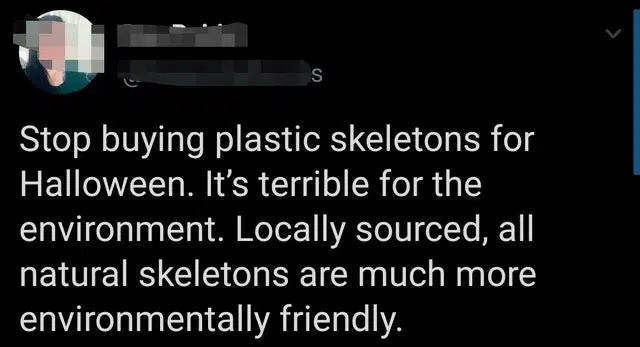 s
Stop buying plastic skeletons for
Halloween. It's terrible for the
environment. Locally sourced, all
natural skeletons are much more
environmentally friendly.